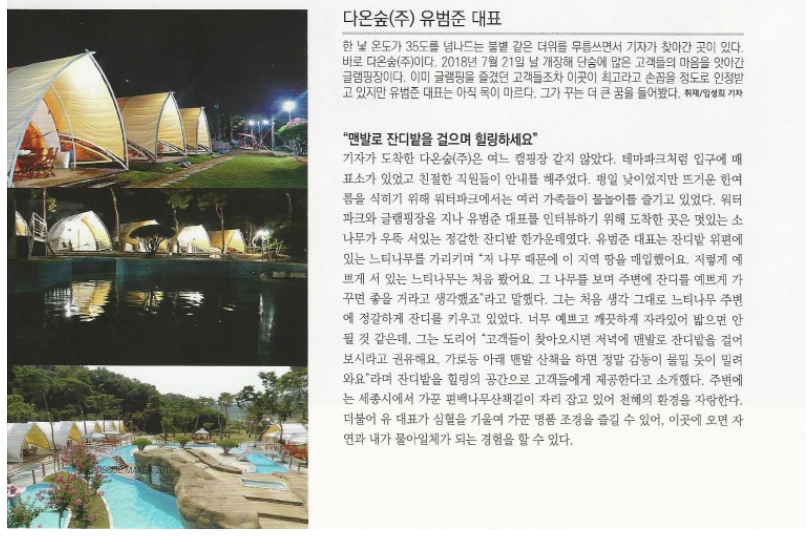 다온숲(주) 유범준 대표
한 낮 온도가 35도를 넘나드는 불볕 같은 더위를 무릅쓰면서 기자가 찾아간 곳이 있다.
바로 다온숲(주)이다. 2018년 7월 21일 날 개장해 단숨에 많은 고객들의 마음을 앗아간
글램핑장이다. 이미 글램핑을 즐겼던 고객들조차 이곳이 최고라고 손꼽을 정도로 인정받
고 있지만 유범준 대표는 아직 목이 마르다. 그가 꾸는 더 큰 꿈을 들어봤다. 취재/임성희 기자
“맨발로 잔디밭을 걸으며 힐링하세요”
기자가 도착한 다온숲(주)은 여느 캠핑장 같지 않았다. 테마파크처럼 입구에 매
표소가 있었고 친절한 직원들이 안내를 해주었다. 평일 낮이었지만 뜨거운 한여
름을 식히기 위해 워터파크에서는 여러 가족들이 물놀이를 즐기고 있었다. 워터
파크와 글램핑장을 지나 유범준 대표를 인터뷰하기 위해 도착한 곳은 멋있는 소
나무가 우뚝 서있는 정갈한 잔디밭 한가운데였다. 유범준 대표는 잔디밭 위편에
있는 느티나무를 가리키며 “저 나무 때문에 이 지역 땅을 매입했어요. 저렇게 예
쁘게 서 있는 느티나무는 처음 봤어요. 그 나무를 보며 주변에 잔디를 예쁘게 가
꾸면 좋을 거라고 생각했죠”라고 말했다. 그는 처음 생각 그대로 느티나무 주변
에 정갈하게 잔디를 키우고 있었다. 너무 예쁘고 깨끗하게 자라있어 밟으면 안
될 것 같은데, 그는 도리어 “고객들이 찾아오시면 저녁에 맨발로 잔디밭을 걸어
보시라고 권유해요. 가로등 아래 맨발 산책을 하면 정말 감동이 물밀 듯이 밀려
와요”라며 잔디밭을 힐링의 공간으로 고객들에게 제공한다고 소개했다. 주변에
는 세종시에서 가꾼 편백나무산책길이 자리 잡고 있어 천혜의 환경을 자랑한다.
더불어 유 대표가 심혈을 기울여 가꾼 명품 조경을 즐길 수 있어, 이곳에 오면 자
연과 내가 물아일체가 되는 경험을 할 수 있다.
ISSUE MAKER